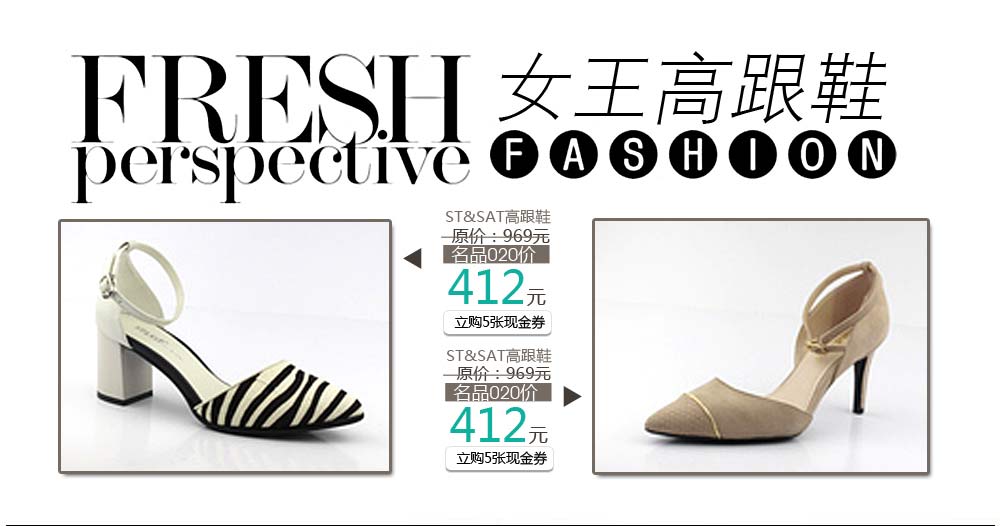 FRESH
perspective
女王高跟鞋
FASHION
ST&SAT高跟鞋
原价：969元
名品020价
412元
立购5张现金券
ST&SAT高跟鞋
原价：973元
名品020价
412元
立购5张现金券